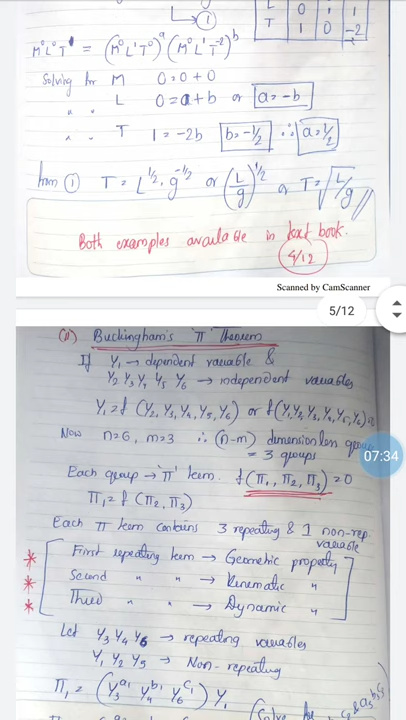 L 0 1 1
T 1 0 -2
①
M⁰L⁰T¹ = (M⁰L¹T⁰)ᵃ (M⁰L¹T⁻²)ᵇ
Solving for M 0=0+0
" " L 0=a+b or a=-b
" " T 1=-2b b=-1/2 ∴ a=1/2
from ① T = L^1/2 . g^-1/2 or (L/g)^1/2 or T=√L/g
Both examples available in text book.
4/12
Scanned by CamScanner
5/12
(ii) Buckingham's 'π' Theorem
If Y₁ → dependent variable &
Y₂ Y₃ Y₄ Y₅ Y₆ → independent variables
Y₁ = f (Y₂, Y₃, Y₄, Y₅, Y₆) or f(Y₁,Y₂,Y₃,Y₄,Y₅,Y₆)=0
Now n=6, m=3 ∴ (n-m) dimensionless group
= 3 groups
07:34
Each group → 'π' term. f(π₁, π₂, π₃)=0
π₁ = f (π₂, π₃)
Each π term contains 3 repeating & 1 non-rep.
variable
* First repeating term → Geometric property
* Second " " → Kinematic "
* Third " " → Dynamic "
Let Y₃ Y₄ Y₆ → repeating variables
Y₁ Y₂ Y₅ → Non-repeating
π₁ = (Y₃^a₁ Y₄^b₁ Y₆^c₁) Y₁